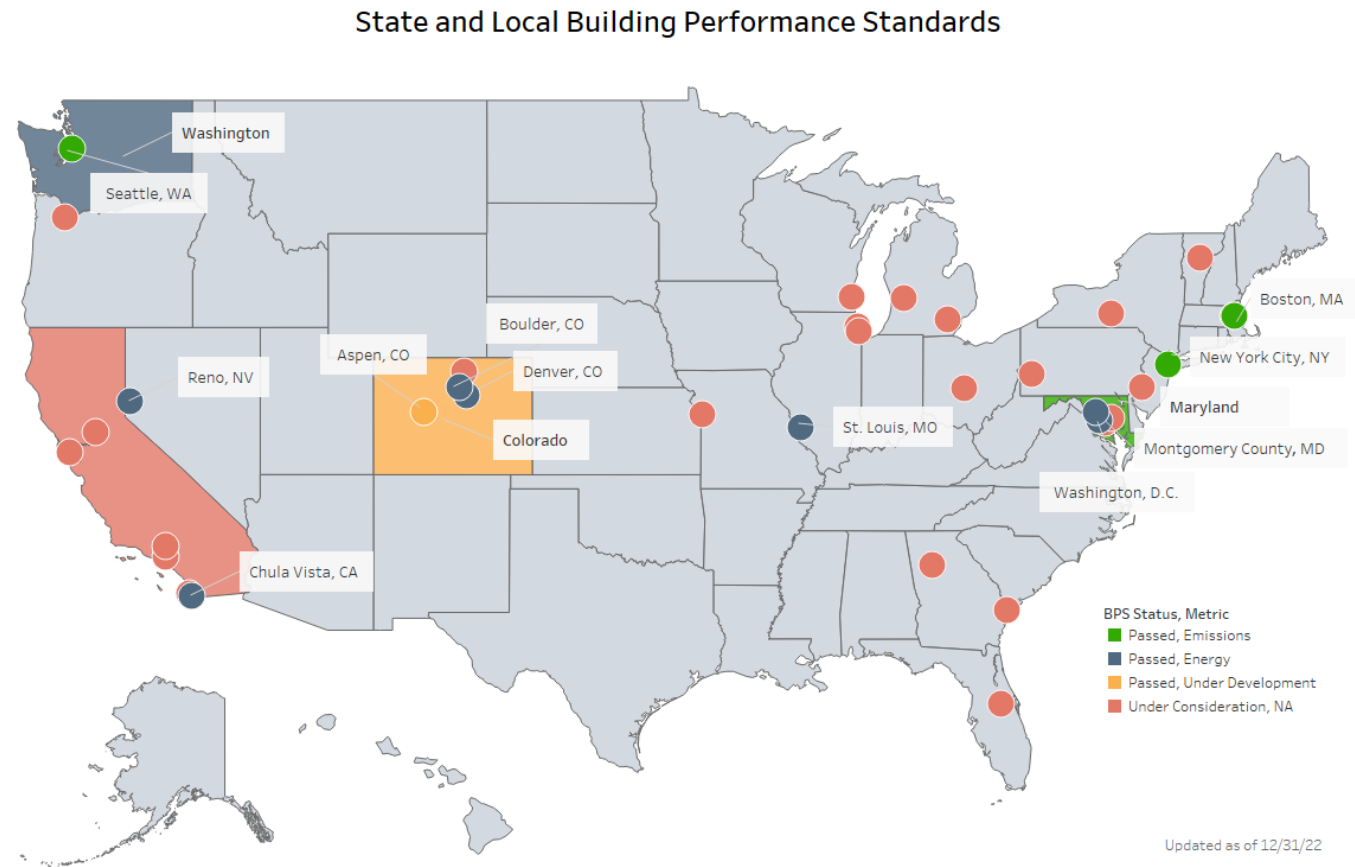 State and Local Building Performance Standards
Washington
Seattle, WA
Boulder, CO
Aspen, CO
Denver, CO
Reno, NV
Colorado
St. Louis, MO
Chula Vista, CA
Boston, MA
New York City, NY
Maryland
Montgomery County, MD
Washington, D.C.
BPS Status, Metric
Passed, Emissions
Passed, Energy
Passed, Under Development
Under Consideration, NA
Updated as of 12/31/22